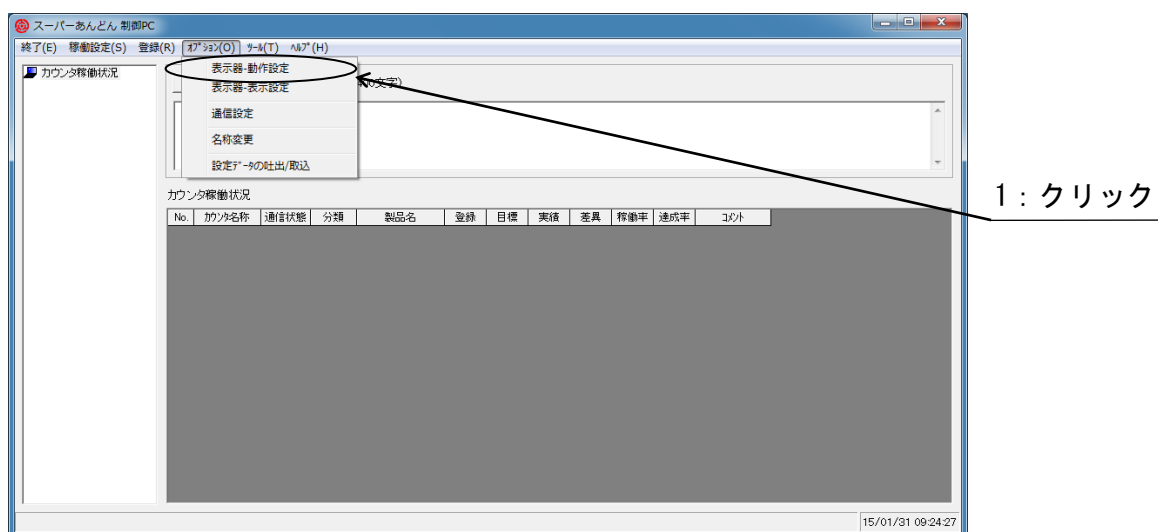 スーパーあんどん 制御PC
終了(E) 稼働設定(S) 登録(R) ｵﾌﾟｼｮﾝ(O) ﾂｰﾙ(T) ﾍﾙﾌﾟ(H)
カウンタ稼働状況
表示器-動作設定
表示器-表示設定
文字)
通信設定
名称変更
設定ﾃﾞｰﾀの吐出/取込
1：クリック
カウンタ稼働状況
No. ｶｳﾝﾀ名称 通信状態 分類 製品名 登録 目標 実績 差異 稼働率 達成率 ｺﾒﾝﾄ
15/01/31 09:24:27